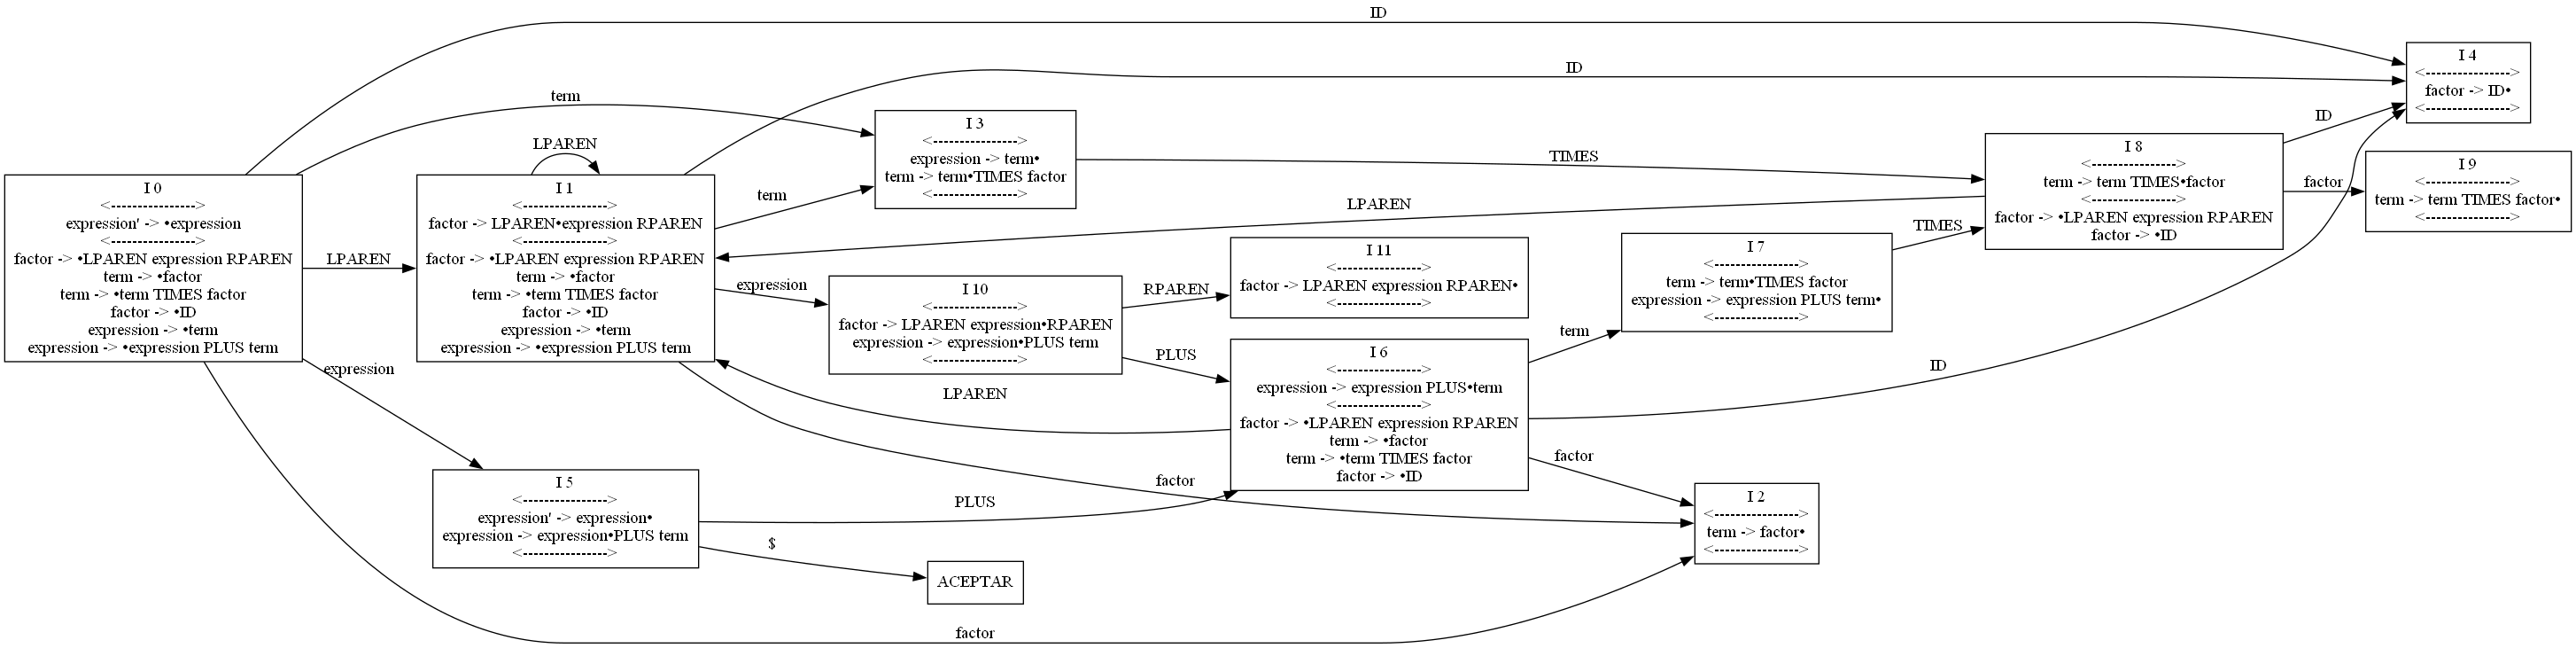 ID
I 4
<----------------->
factor -> ID•
<----------------->
ID
term
I 3
<----------------->
expression -> term•
term -> term•TIMES factor
<----------------->
LPAREN
ID
TIMES
I 8
<----------------->
term -> term TIMES•factor
<----------------->
factor -> •LPAREN expression RPAREN
factor -> •ID
factor
I 9
<----------------->
term -> term TIMES factor•
<----------------->
I 0
<----------------->
expression' -> •expression
<----------------->
factor -> •LPAREN expression RPAREN
term -> •factor
term -> •term TIMES factor
factor -> •ID
expression -> •term
expression -> •expression PLUS term
LPAREN
I 1
<----------------->
factor -> LPAREN•expression RPAREN
<----------------->
factor -> •LPAREN expression RPAREN
term -> •factor
term -> •term TIMES factor
factor -> •ID
expression -> •term
expression -> •expression PLUS term
term
LPAREN
TIMES
I 7
<----------------->
term -> term•TIMES factor
expression -> expression PLUS term•
<----------------->
I 11
<----------------->
factor -> LPAREN expression RPAREN•
<----------------->
expression
I 10
<----------------->
factor -> LPAREN expression•RPAREN
expression -> expression•PLUS term
<----------------->
RPAREN
PLUS
term
I 6
<----------------->
expression -> expression PLUS•term
<----------------->
factor -> •LPAREN expression RPAREN
term -> •factor
term -> •term TIMES factor
factor -> •ID
expression
LPAREN
ID
factor
factor
I 5
<----------------->
expression' -> expression•
expression -> expression•PLUS term
<----------------->
PLUS
$
I 2
<----------------->
term -> factor•
<----------------->
ACEPTAR
factor